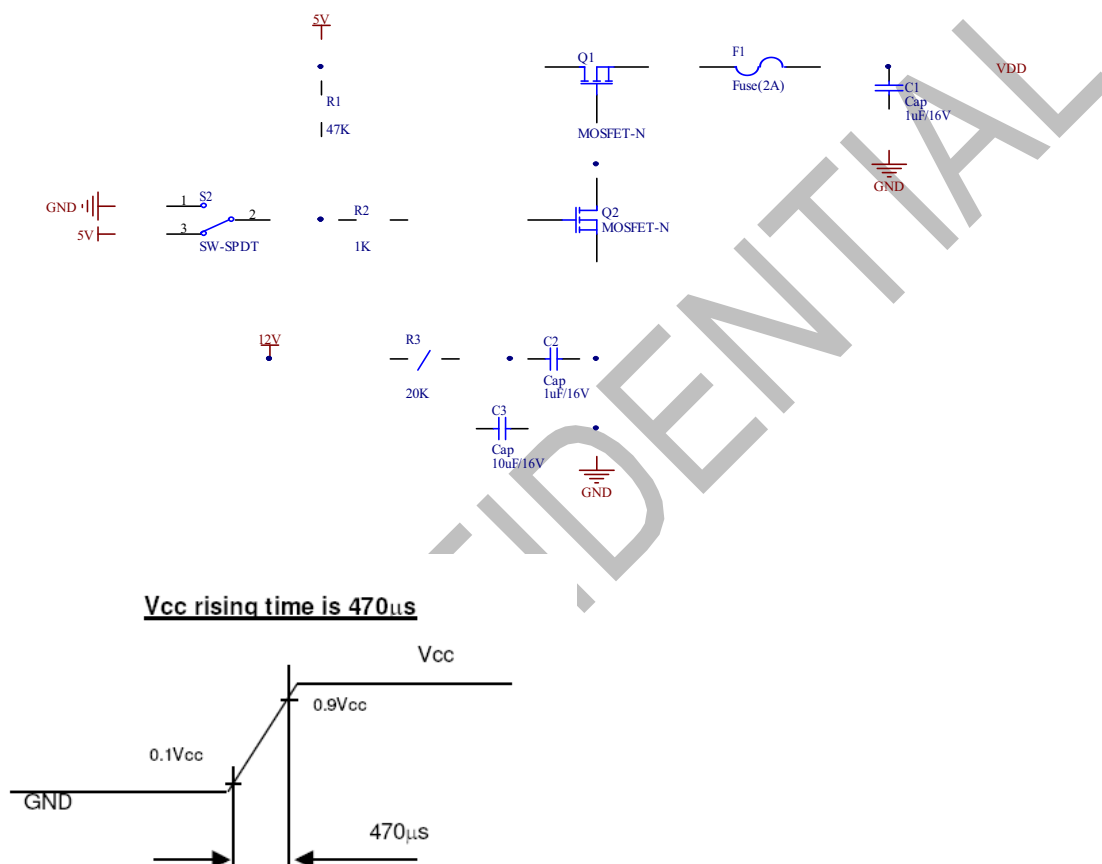 5V
Q1
F1
VDD
R1
Fuse(2A)
C1
Cap
1uF/16V
47K
MOSFET-N
GND
GND
1
S2
2
R2
Q2
MOSFET-N
5V
3
SW-SPDT
1K
12V
R3
C2
20K
Cap
1uF/16V
C3
Cap
10uF/16V
GND
FIDENTIAL
Vcc rising time is 470μs
Vcc
0.9Vcc
0.1Vcc
GND
470μs